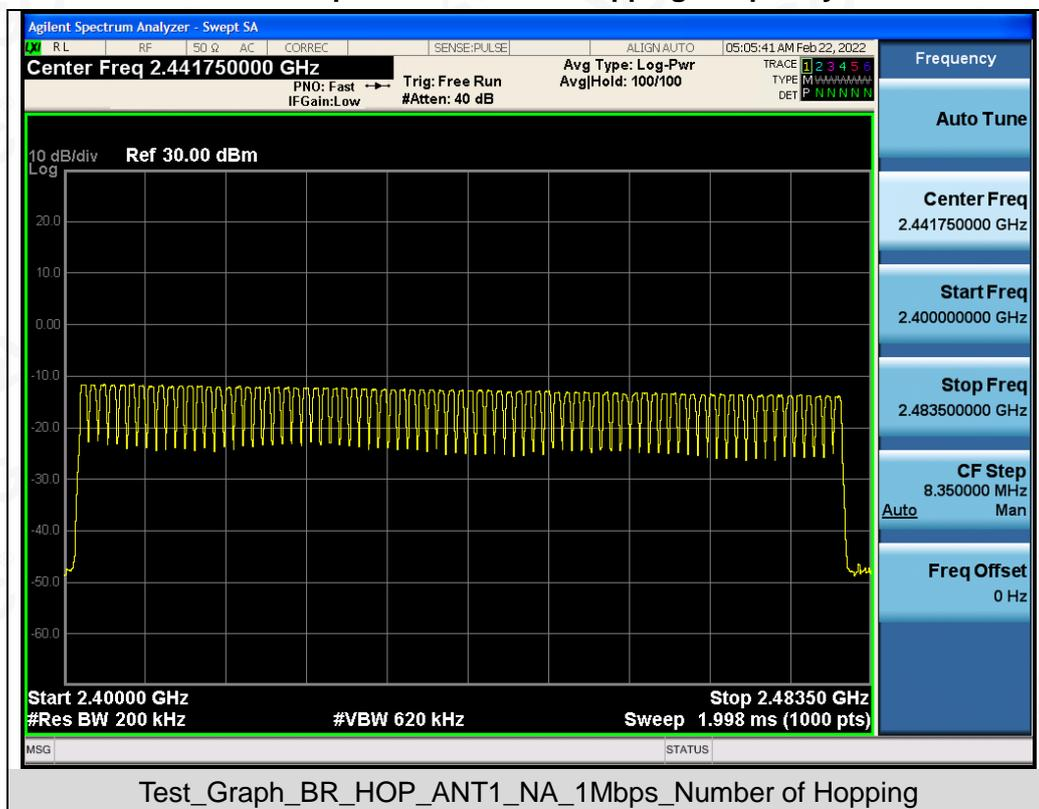 Agilent Spectrum Analyzer - Swept SA
LXI RL RF 50 Ω AC CORREC SENSE:PULSE ALIGN AUTO 05:05:41 AM Feb 22, 2022
Center Freq 2.441750000 GHz
PNO: Fast
IFGain:Low
Trig: Free Run
#Atten: 40 dB
Avg Type: Log-Pwr
Avg|Hold: 100/100
TRACE 1 2 3 4 5 6
TYPE M
DET P N N N N N
10 dB/div Ref 30.00 dBm
Log
20.0
10.0
0.00
-10.0
-20.0
-30.0
-40.0
-50.0
-60.0
Start 2.40000 GHz Stop 2.48350 GHz
#Res BW 200 kHz #VBW 620 kHz Sweep 1.998 ms (1000 pts)
MSG STATUS
Frequency
Auto Tune
Center Freq
2.441750000 GHz
Start Freq
2.400000000 GHz
Stop Freq
2.483500000 GHz
CF Step
8.350000 MHz
Auto Man
Freq Offset
0 Hz
Test_Graph_BR_HOP_ANT1_NA_1Mbps_Number of Hopping